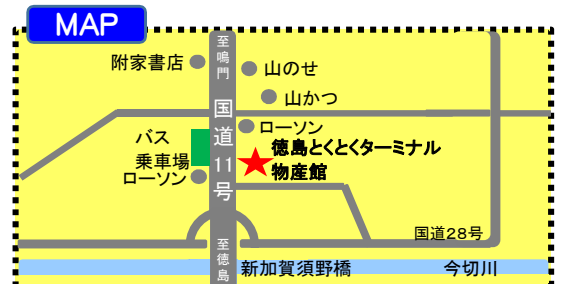 MAP
至鳴門
附家書店
山のせ
山かつ
国道11号
ローソン
バス
乗車場
徳島とくとくターミナル
物産館
ローソン
国道28号
至徳島
新加賀須野橋
今切川